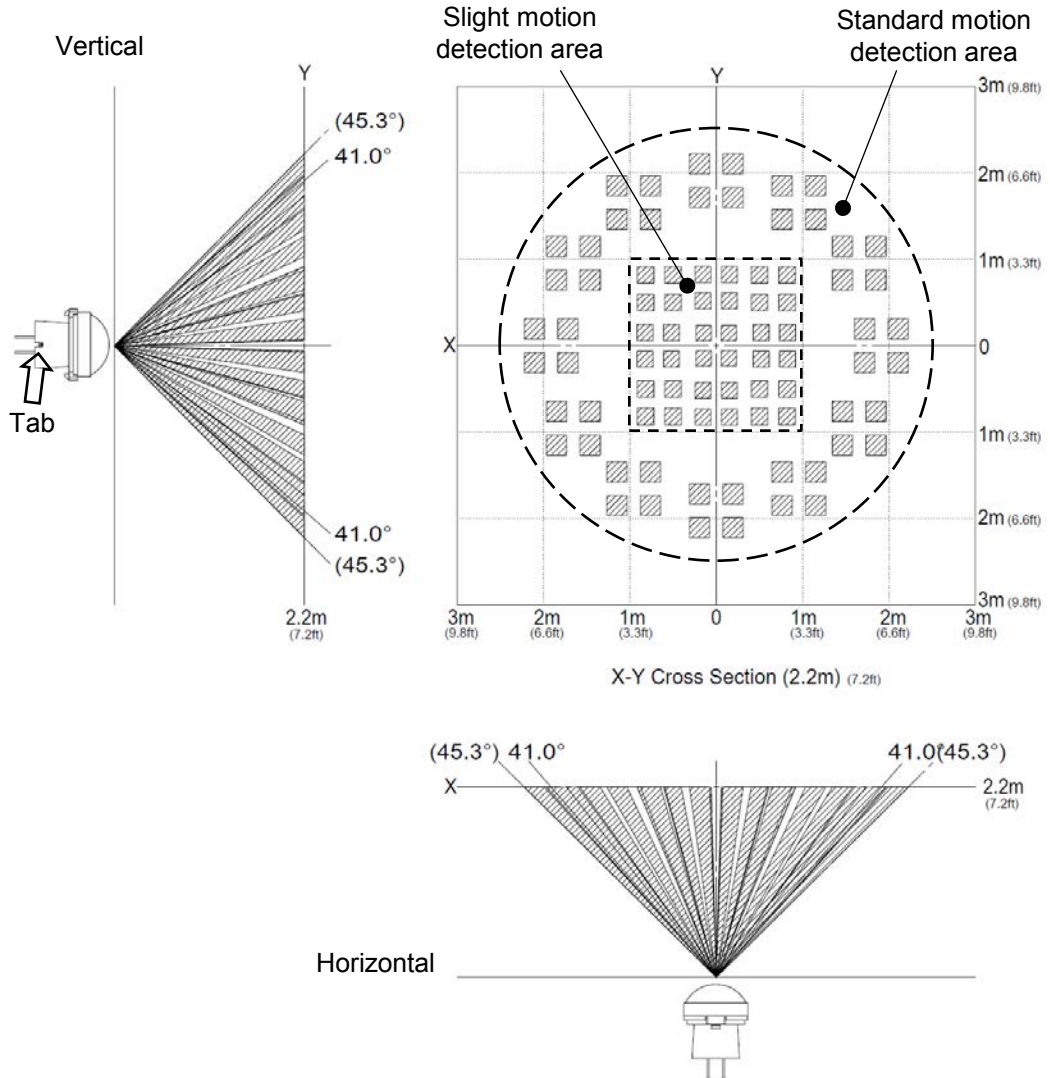 Vertical
Y
(45.3°)
41.0°
Tab
41.0°
(45.3°)
2.2m
(7.2ft)
Slight motion
detection area
Standard motion
detection area
Y
3m (9.8ft)
2m (6.6ft)
1m (3.3ft)
X
0
1m (3.3ft)
2m (6.6ft)
3m (9.8ft)
3m 2m 1m 0 1m 2m 3m
(9.8ft) (6.6ft) (3.3ft) (3.3ft) (6.6ft) (9.8ft)
X-Y Cross Section (2.2m) (7.2ft)
(45.3°) 41.0° 41.0° (45.3°)
X
2.2m
(7.2ft)
Horizontal